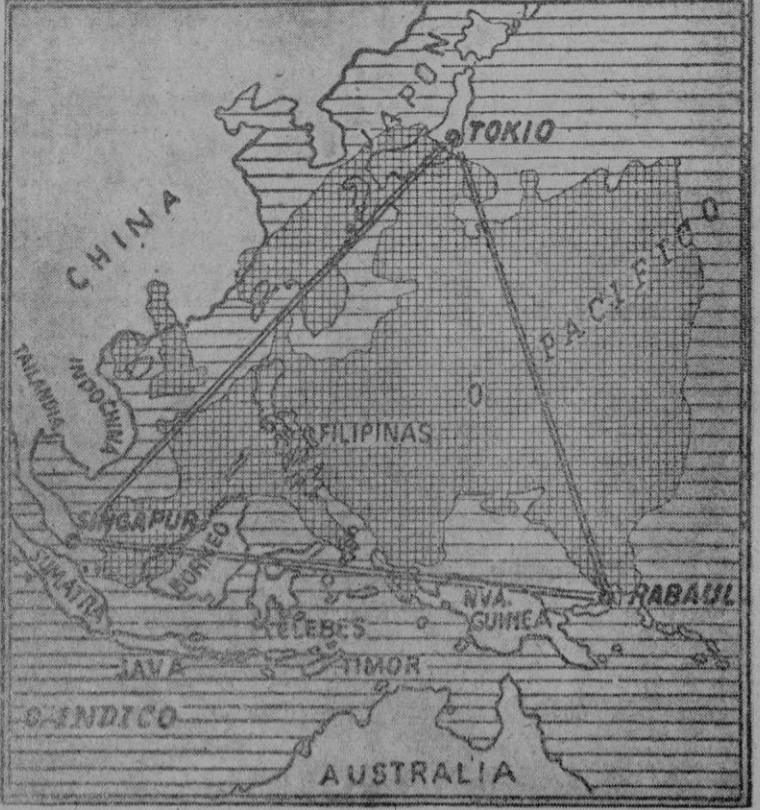 JAPON
TOKIO
CHINA
PACIFICO
TAILANDIA
INDOCHINA
O
FILIPINAS
SINGAPUR
BORNEO
SUMATRA
NVA.
GUINEA
RABAUL
CELEBES
JAVA
TIMOR
O. INDICO
AUSTRALIA